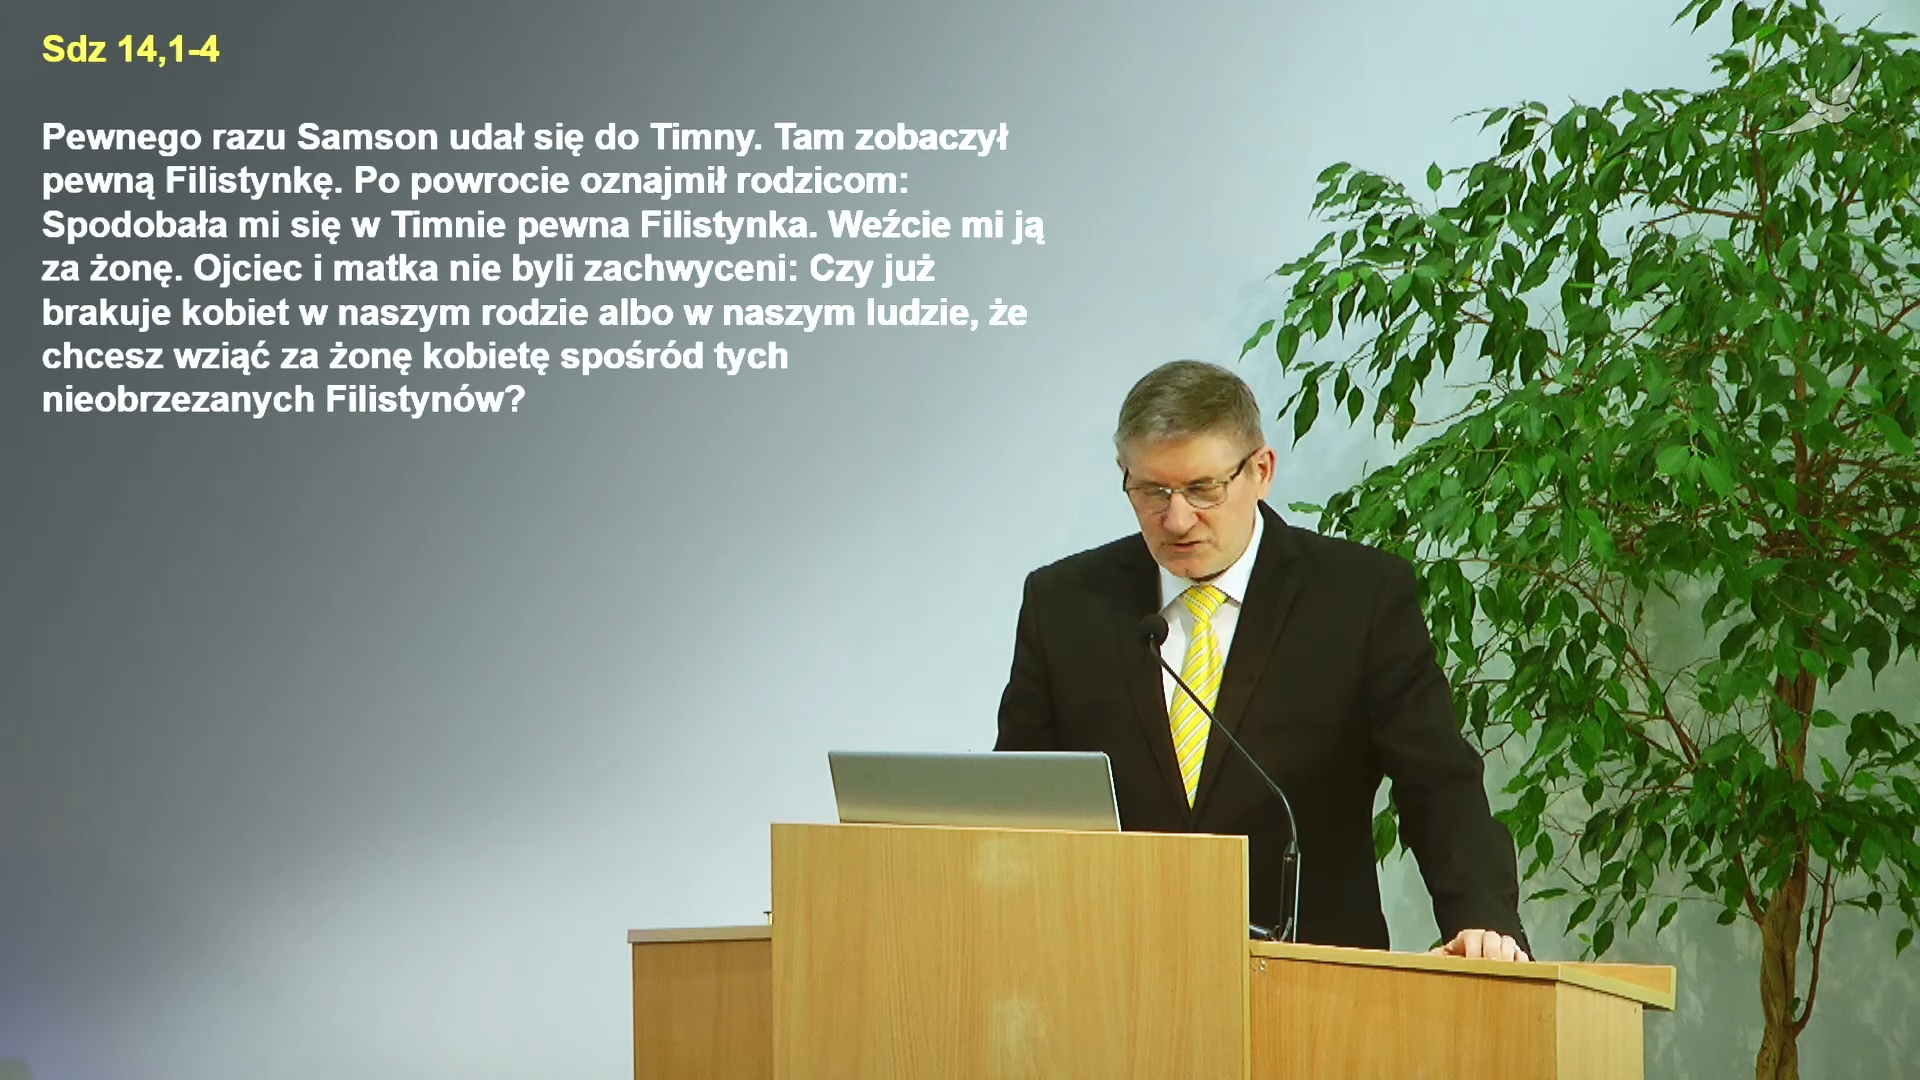 Sdz 14,1-4
Pewnego razu Samson udał się do Timny. Tam zobaczył
pewną Filistynkę. Po powrocie oznajmił rodzicom:
Spodobała mi się w Timnie pewna Filistynka. Weźcie mi ją
za żonę. Ojciec i matka nie byli zachwyceni: Czy już
brakuje kobiet w naszym rodzie albo w naszym ludzie, że
chcesz wziąć za żonę kobietę spośród tych
nieobrzezanych Filistynów?